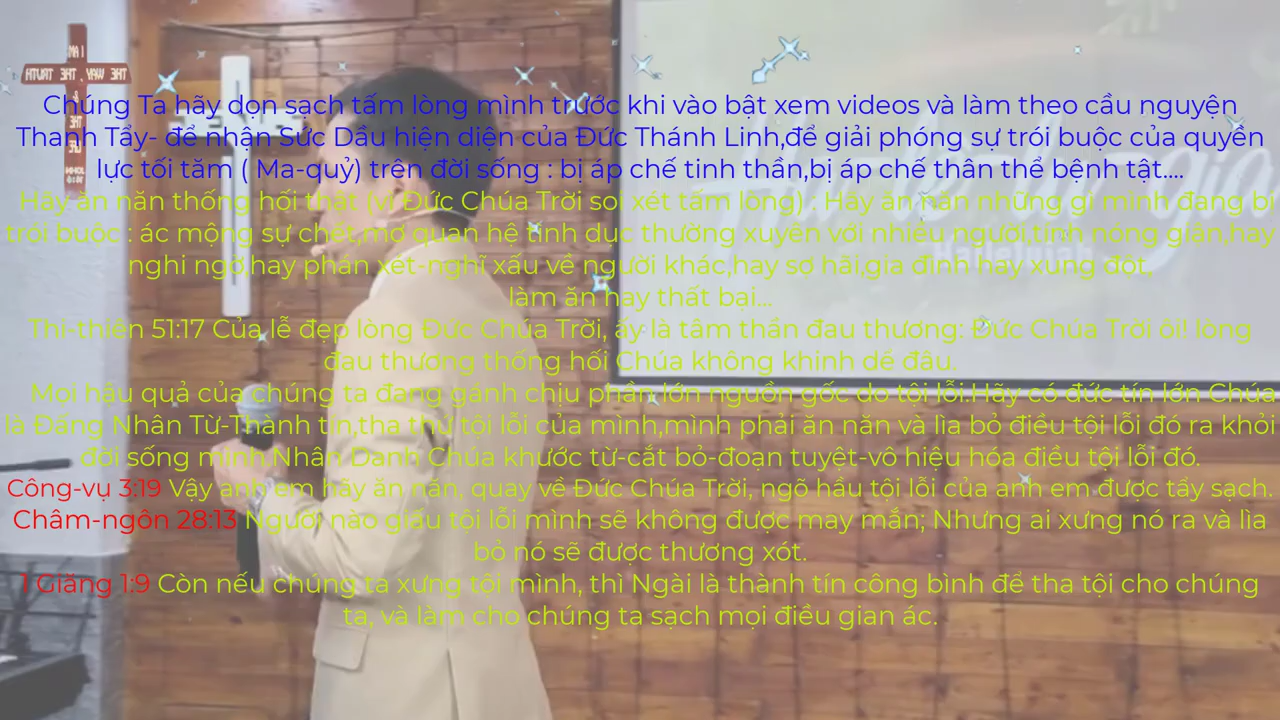 I AM
THE WAY , THE TRUTH
&
THE
LIFE
JOHN
14:6
Chúng Ta hãy dọn sạch tấm lòng mình trước khi vào bật xem videos và làm theo cầu nguyện
Thanh Tẩy- để nhận Sức Dầu hiện diện của Đức Thánh Linh,để giải phóng sự trói buộc của quyền
lực tối tăm ( Ma-quỷ) trên đời sống : bị áp chế tinh thần,bị áp chế thân thể bệnh tật....
Hãy ăn năn thống hối thật (vì Đức Chúa Trời soi xét tấm lòng) : Hãy ăn năn những gì mình đang bị
trói buộc : ác mộng sự chết,mơ quan hệ tình dục thường xuyên với nhiều người,tính nóng giận,hay
nghi ngờ,hay phán xét-nghĩ xấu về người khác,hay sợ hãi,gia đình hay xung đột.
làm ăn hay thất bại...
Thi-thiên 51:17 Của lễ đẹp lòng Đức Chúa Trời, ấy là tâm thần đau thương: Đức Chúa Trời ôi! lòng
đau thương thống hối Chúa không khinh dể đâu.
Mọi hậu quả của chúng ta đang gánh chịu phần lớn nguồn gốc do tội lỗi.Hãy có đức tin lớn Chúa
là Đấng Nhân Từ-Thành tín,tha thứ tội lỗi của mình,mình phải ăn năn và lìa bỏ điều tội lỗi đó ra khỏi
đời sống mình.Nhân Danh Chúa khước từ-cắt bỏ-đoạn tuyệt-vô hiệu hóa điều tội lỗi đó.
Công-vụ 3:19 Vậy anh em hãy ăn năn, quay về Đức Chúa Trời, ngõ hầu tội lỗi của anh em được tẩy sạch.
Châm-ngôn 28:13 Người nào giấu tội lỗi mình sẽ không được may mắn; Nhưng ai xưng nó ra và lìa
bỏ nó sẽ được thương xót.
1 Giăng 1:9 Còn nếu chúng ta xưng tội mình, thì Ngài là thành tín công bình để tha tội cho chúng
ta, và làm cho chúng ta sạch mọi điều gian ác.